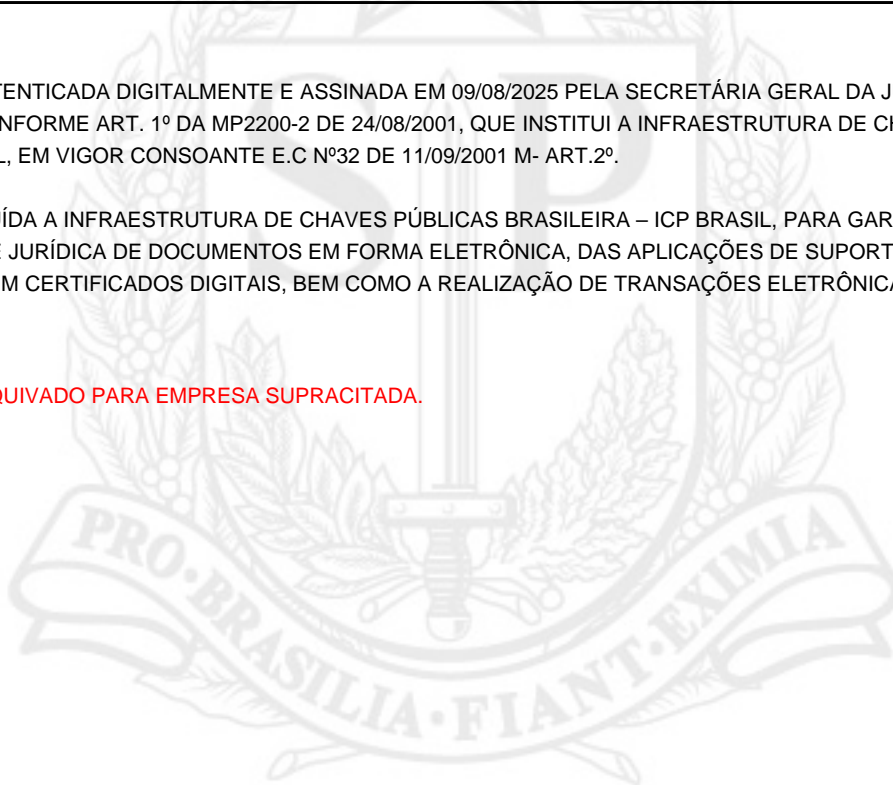 TENTICADA DIGITALMENTE E ASSINADA EM 09/08/2025 PELA SECRETÁRIA GERAL DA J
NFORME ART. 1º DA MP2200-2 DE 24/08/2001, QUE INSTITUI A INFRAESTRUTURA DE CH
L, EM VIGOR CONSOANTE E.C Nº32 DE 11/09/2001 M- ART.2º.
ÍDA A INFRAESTRUTURA DE CHAVES PÚBLICAS BRASILEIRA – ICP BRASIL, PARA GAR
E JURÍDICA DE DOCUMENTOS EM FORMA ELETRÔNICA, DAS APLICAÇÕES DE SUPORT
M CERTIFICADOS DIGITAIS, BEM COMO A REALIZAÇÃO DE TRANSAÇÕES ELETRÔNICA
QUIVADO PARA EMPRESA SUPRACITADA.
SP
PRO·BRASILIA·FIANT·EXIMIA